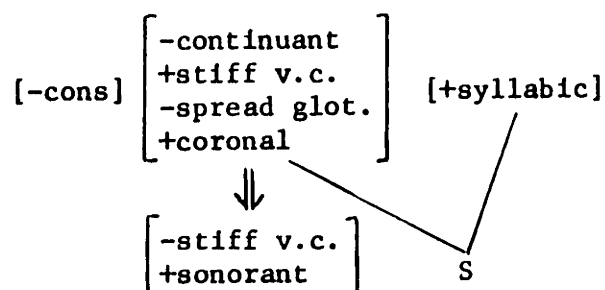 -continuant
+stiff v.c.
[-cons] -spread glot. [+syllabic]
+coronal
⇓
-stiff v.c.
+sonorant S